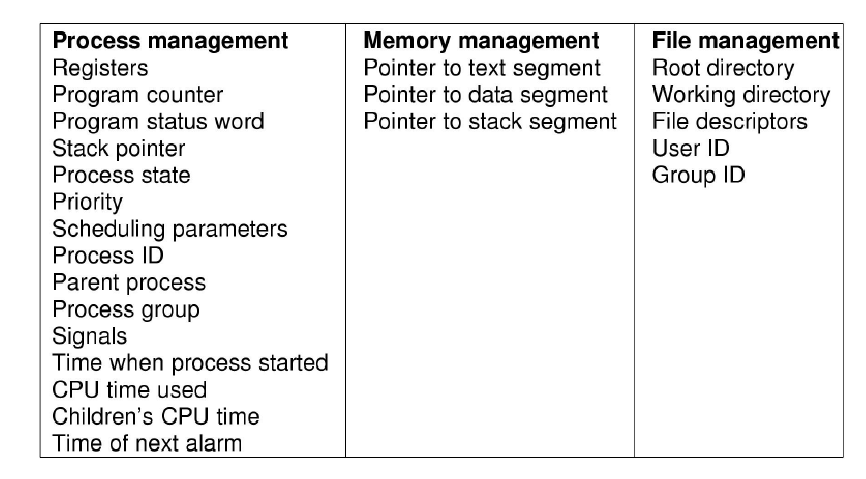 Process management
Registers
Program counter
Program status word
Stack pointer
Process state
Priority
Scheduling parameters
Process ID
Parent process
Process group
Signals
Time when process started
CPU time used
Children's CPU time
Time of next alarm
Memory management
Pointer to text segment
Pointer to data segment
Pointer to stack segment
File management
Root directory
Working directory
File descriptors
User ID
Group ID